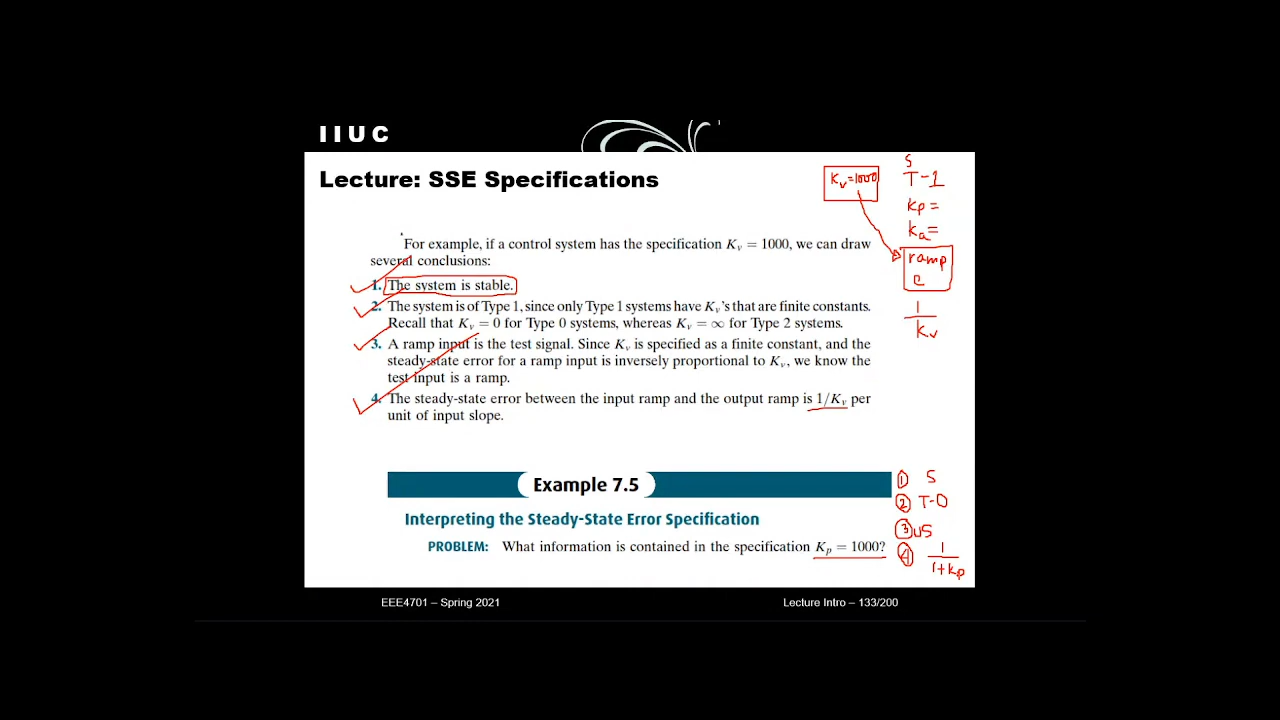 IIUC
Lecture: SSE Specifications
Kv=1000
S
T-1
kp=
ka=
ramp
e
1/Kv
For example, if a control system has the specification Kv = 1000, we can draw
several conclusions:
1. The system is stable.
2. The system is of Type 1, since only Type 1 systems have Kv's that are finite constants.
Recall that Kv = 0 for Type 0 systems, whereas Kv = ∞ for Type 2 systems.
3. A ramp input is the test signal. Since Kv is specified as a finite constant, and the
steady-state error for a ramp input is inversely proportional to Kv, we know the
test input is a ramp.
4. The steady-state error between the input ramp and the output ramp is 1/Kv per
unit of input slope.
Example 7.5
Interpreting the Steady-State Error Specification
PROBLEM: What information is contained in the specification Kp = 1000?
① S
② T-0
③ US
④ 1/1+kp
EEE4701 – Spring 2021
Lecture Intro – 133/200